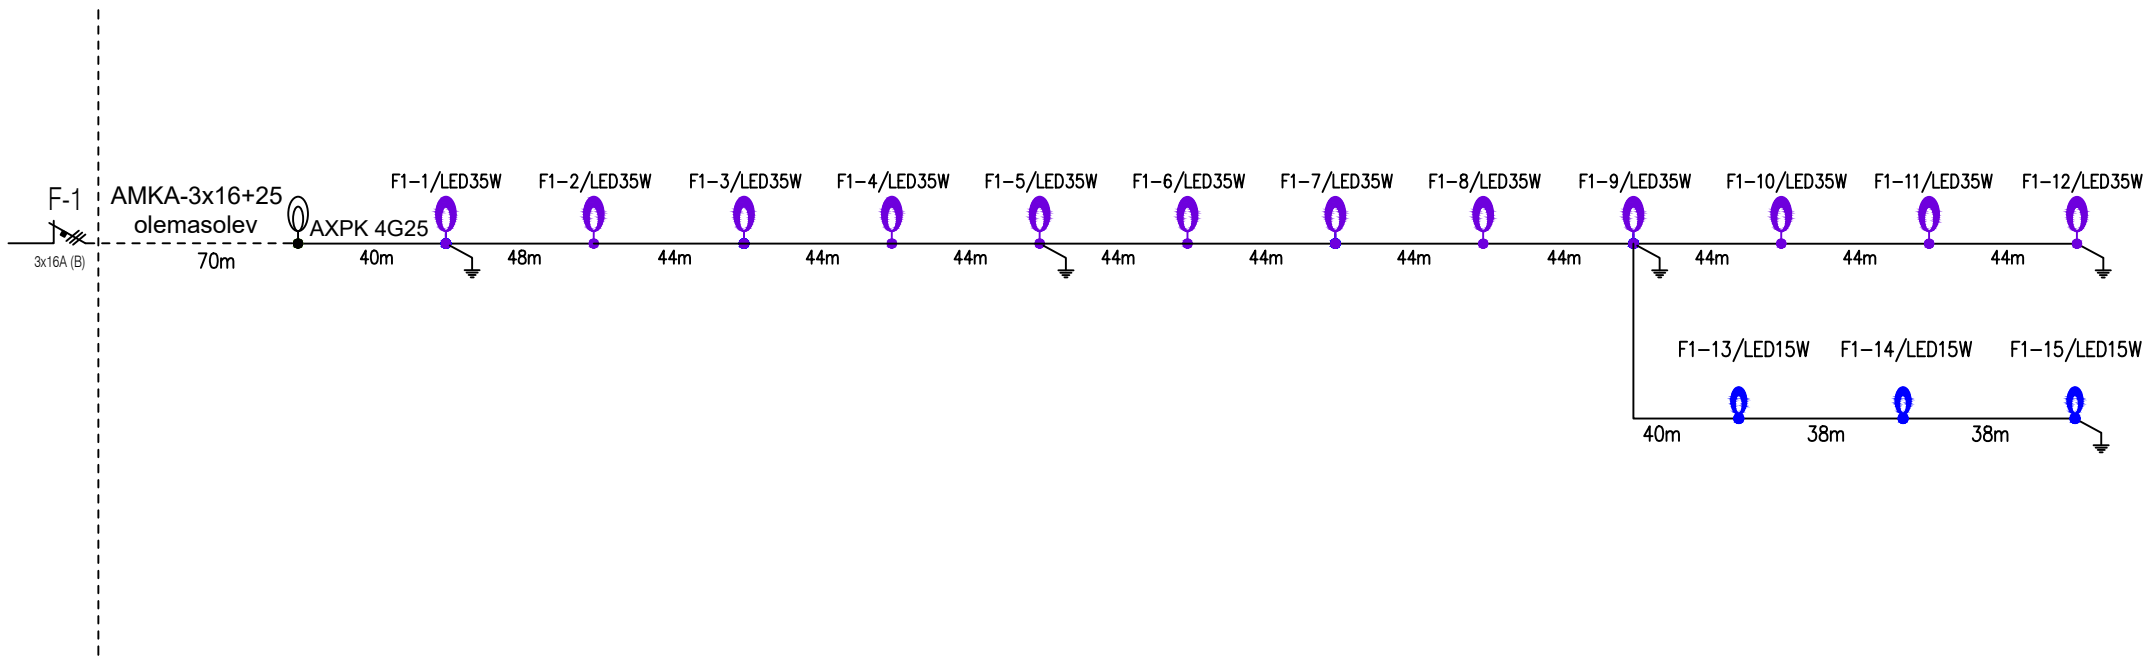 F1-1/LED35W F1-2/LED35W F1-3/LED35W F1-4/LED35W F1-5/LED35W F1-6/LED35W F1-7/LED35W F1-8/LED35W F1-9/LED35W F1-10/LED35W F1-11/LED35W F1-12/LED35W
F-1 AMKA-3x16+25
olemasolev AXPK 4G25
3x16A (B) 70m 40m 48m 44m 44m 44m 44m 44m 44m 44m 44m 44m 44m
F1-13/LED15W F1-14/LED15W F1-15/LED15W
40m 38m 38m